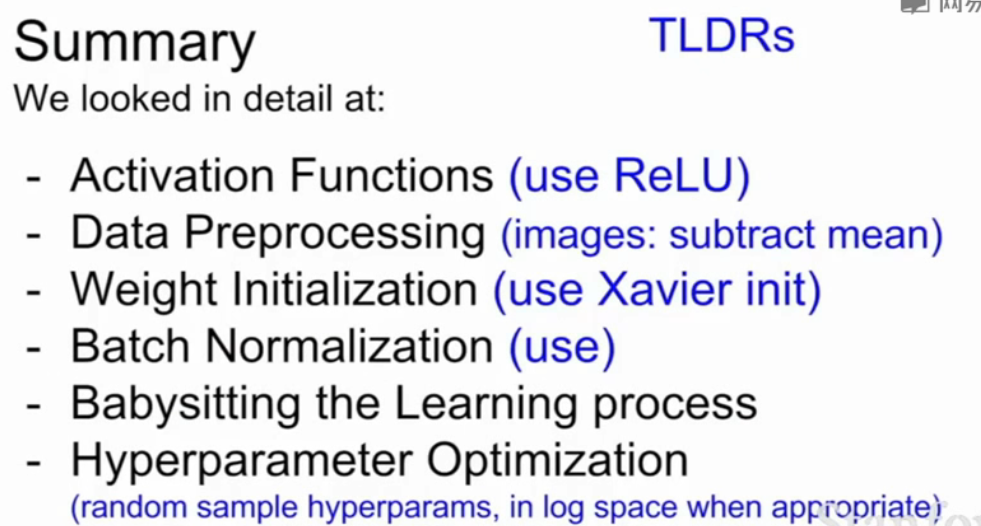 Summary TLDRs
We looked in detail at:
- Activation Functions (use ReLU)
- Data Preprocessing (images: subtract mean)
- Weight Initialization (use Xavier init)
- Batch Normalization (use)
- Babysitting the Learning process
- Hyperparameter Optimization
(random sample hyperparams, in log space when appropriate)